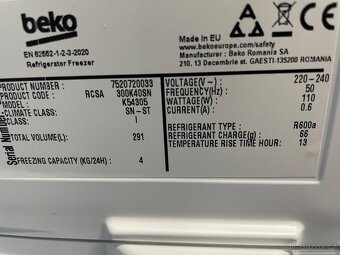 beko
EN 62552-1-2-3-2020
Refrigerator Freezer
Made in EU
www.bekoeurope.com/safety
Manufacturer: Beko Romania SA
210. 13 Decembrie st. GAESTI-135200 ROMANIA
PRODUCT NUMBER : 7520720033
PRODUCT CODE : RCSA 300K40SN
MODEL : K54305
CLIMATE CLASS : SN-ST
CLASS : I
TOTAL VOLUME(L) : 291
FREEZING CAPACITY (KG/24H) : 4
Serial Number
VOLTAGE(V) : 220-240
FREQUENCY(HZ) : 50
WATTAGE(W) : 110
CURRENT(A) : 0.6
REFRIGERANT TYPE : R600a
REFRIGERANT CHARGE(G) : 66
TEMPERATURE RISE TIME HOUR : 13